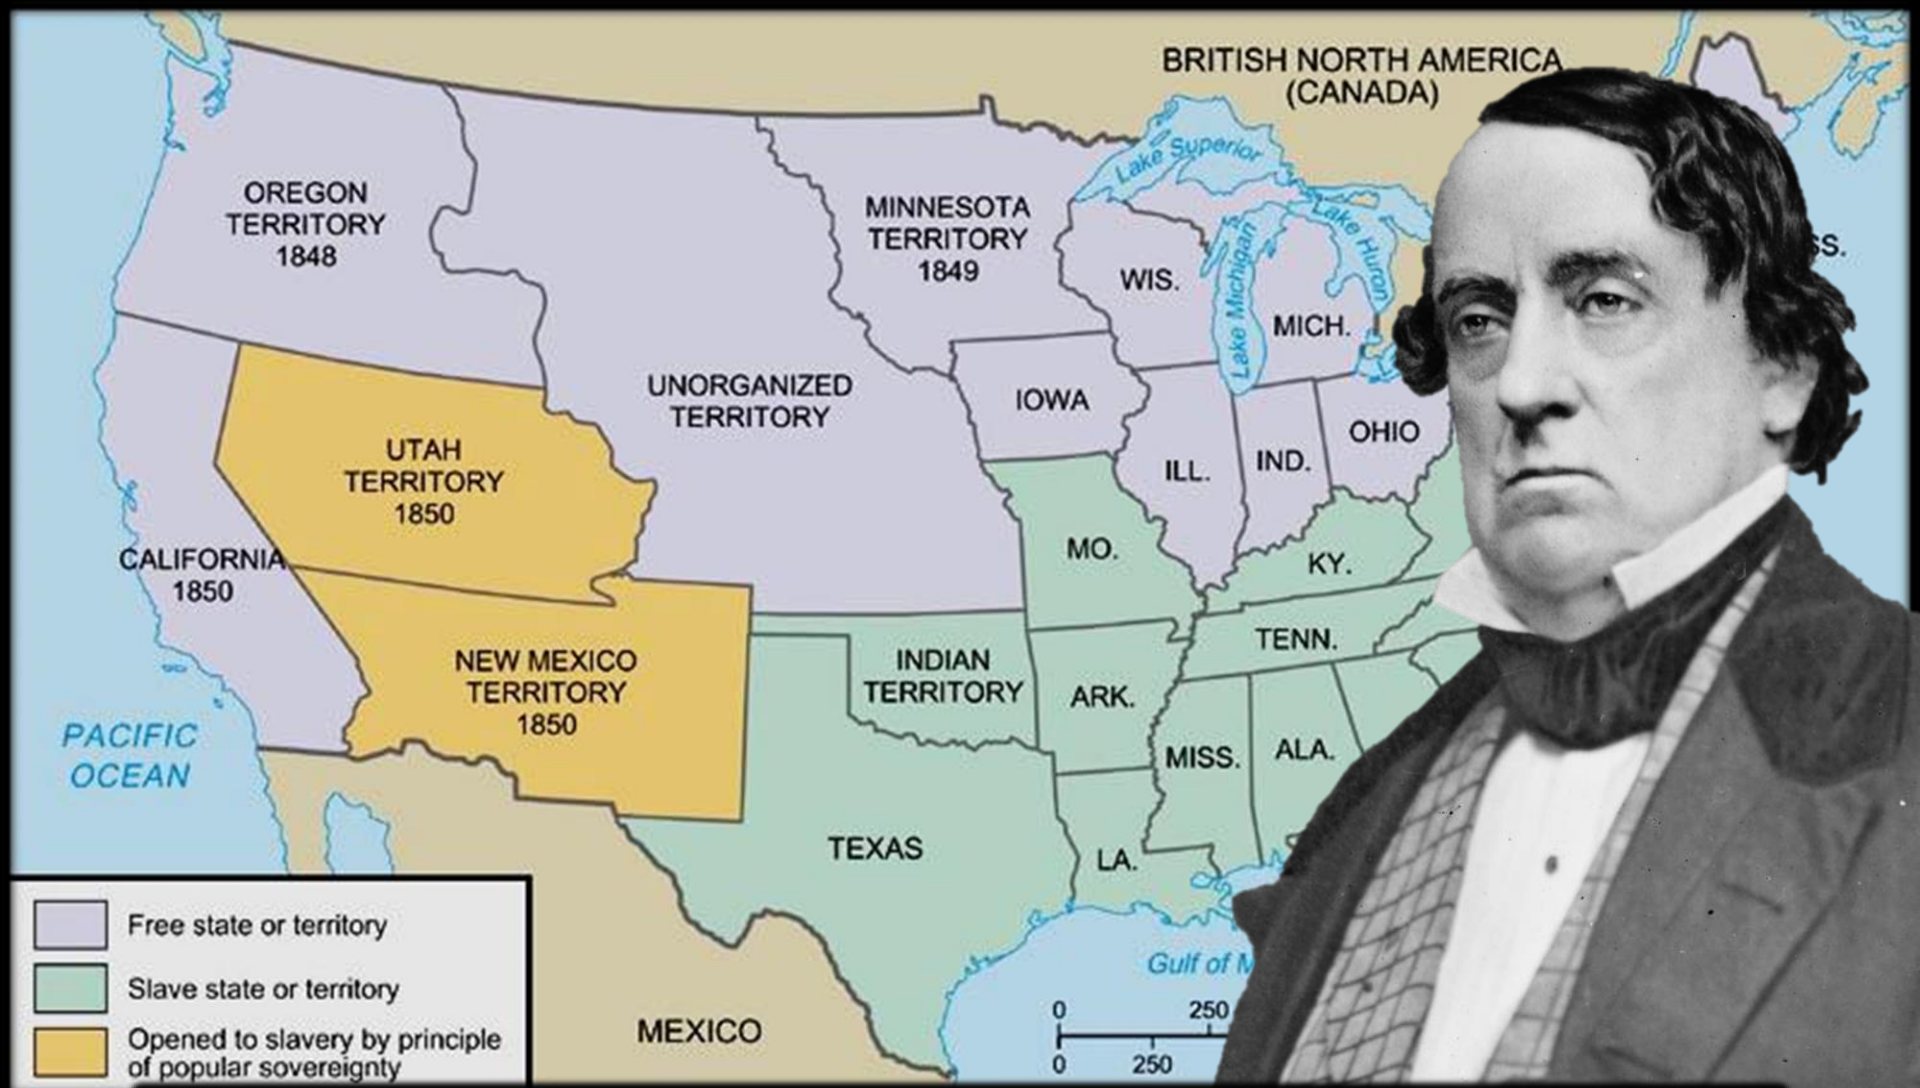 BRITISH NORTH AMERICA
(CANADA)
Lake Superior
OREGON
TERRITORY
1848
MINNESOTA
TERRITORY
1849
WIS.
Lake Michigan
Lake Huron
MICH.
SS.
UNORGANIZED
TERRITORY
IOWA
OHIO
UTAH
TERRITORY
1850
ILL.
IND.
CALIFORNIA
1850
MO.
KY.
NEW MEXICO
TERRITORY
1850
INDIAN
TERRITORY
TENN.
ARK.
PACIFIC
OCEAN
MISS.
ALA.
TEXAS
LA.
Free state or territory
Slave state or territory
Opened to slavery by principle
of popular sovereignty
Gulf of M
MEXICO
0 250
0 250